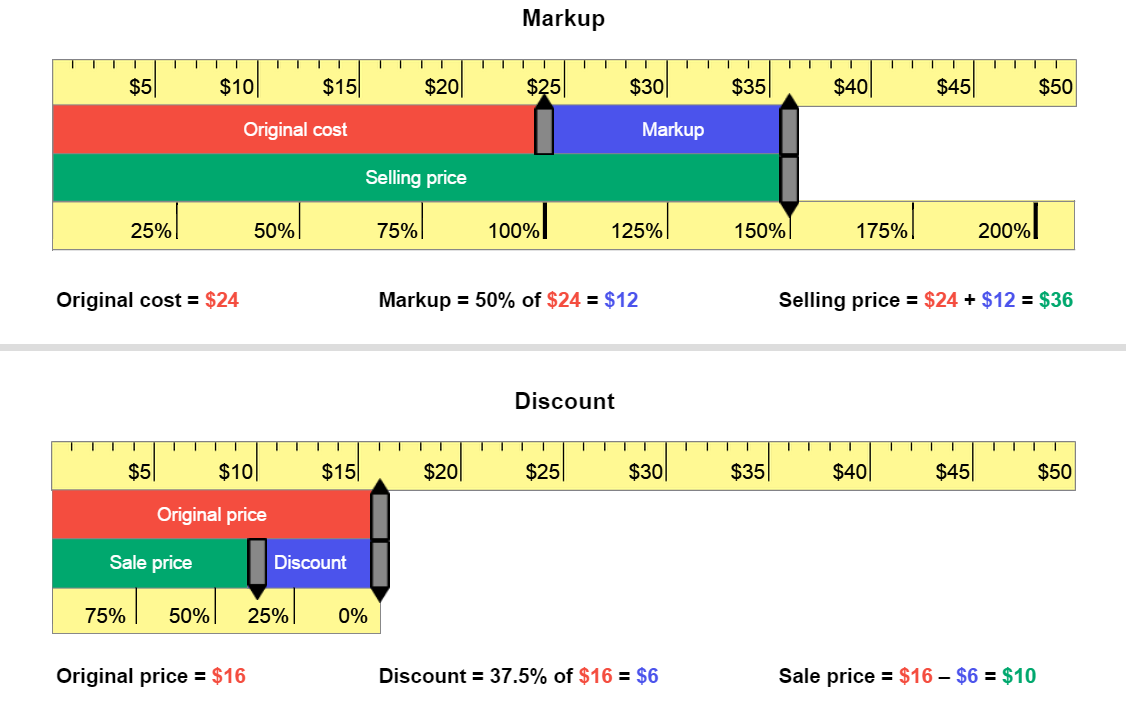 Markup
$5 $10 $15 $20 $25 $30 $35 $40 $45 $50
Original cost Markup
Selling price
25% 50% 75% 100% 125% 150% 175% 200%
Original cost = $24 Markup = 50% of $24 = $12 Selling price = $24 + $12 = $36
Discount
$5 $10 $15 $20 $25 $30 $35 $40 $45 $50
Original price
Sale price Discount
75% 50% 25% 0%
Original price = $16 Discount = 37.5% of $16 = $6 Sale price = $16 – $6 = $10